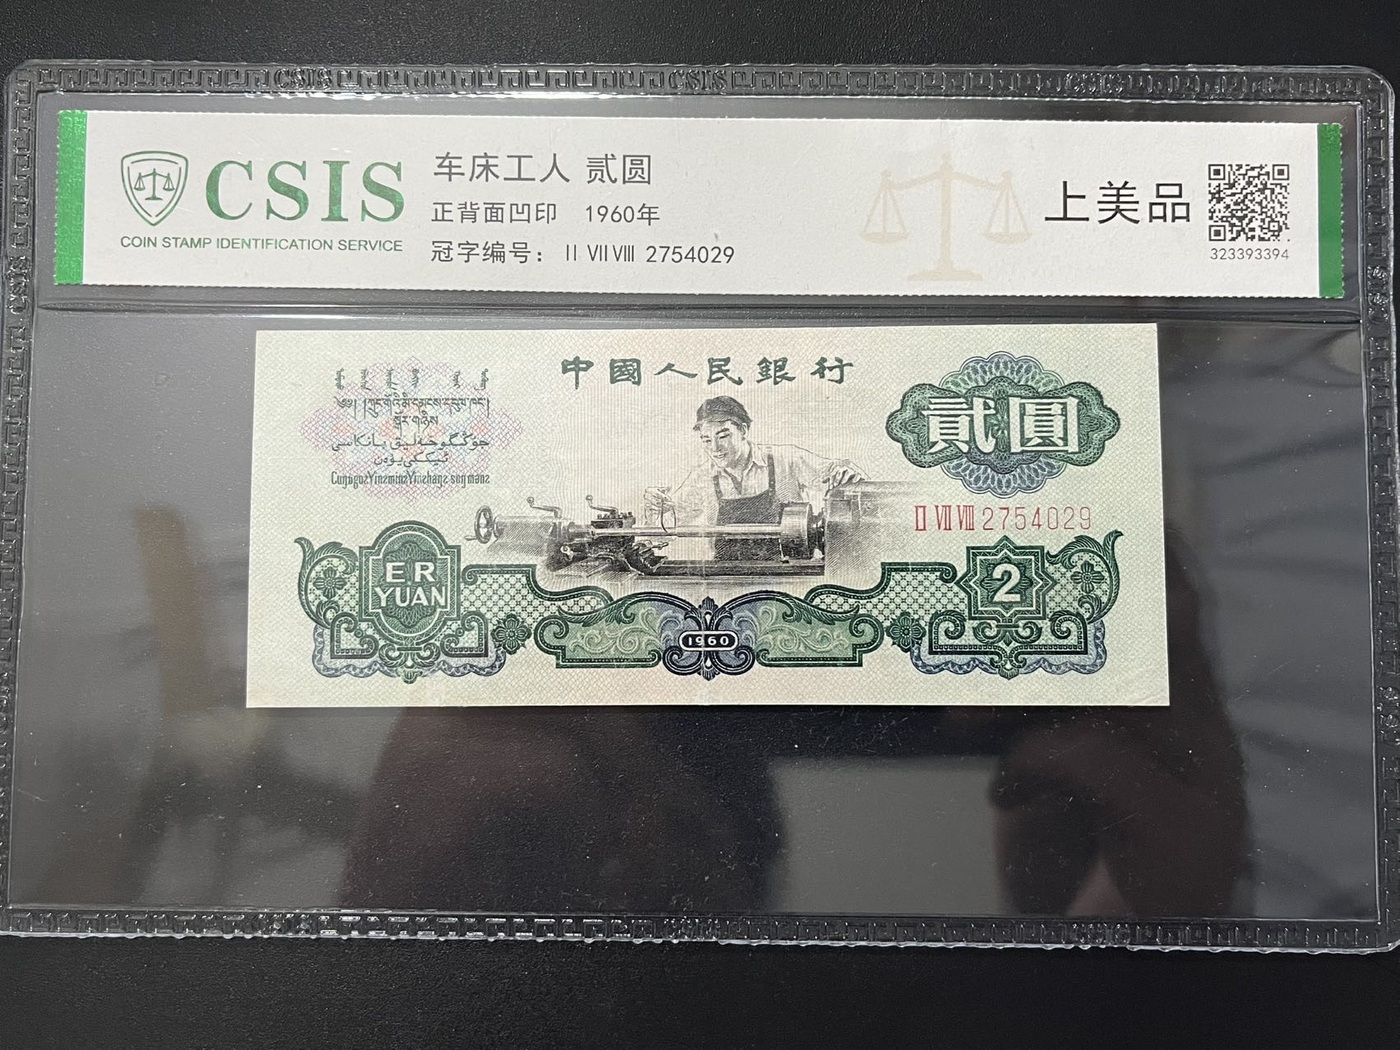 CSIS
CSIS
CSIS
COIN STAMP IDENTIFICATION SERVICE
车床工人 贰圆
正背面凹印 1960年
冠字编号: II VII VIII 2754029
上美品
323393394
中國人民銀行
貳圓
II VII VIII 2754029
ER
YUAN
1960
2